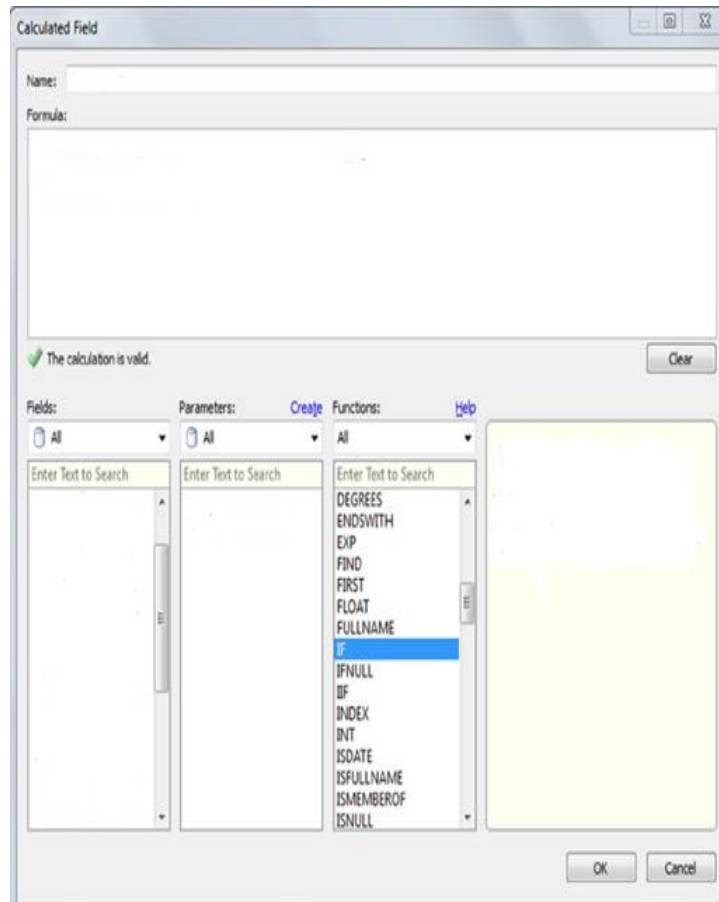 Calculated Field
Name:
Formula:
The calculation is valid.
Clear
Fields:
Parameters:
Create
Functions:
Help
All
All
All
Enter Text to Search
Enter Text to Search
Enter Text to Search
DEGREES
ENDSWITH
EXP
FIND
FIRST
FLOAT
FULLNAME
IF
IFNULL
IIF
INDEX
INT
ISDATE
ISFULLNAME
ISMEMBEROF
ISNULL
OK
Cancel